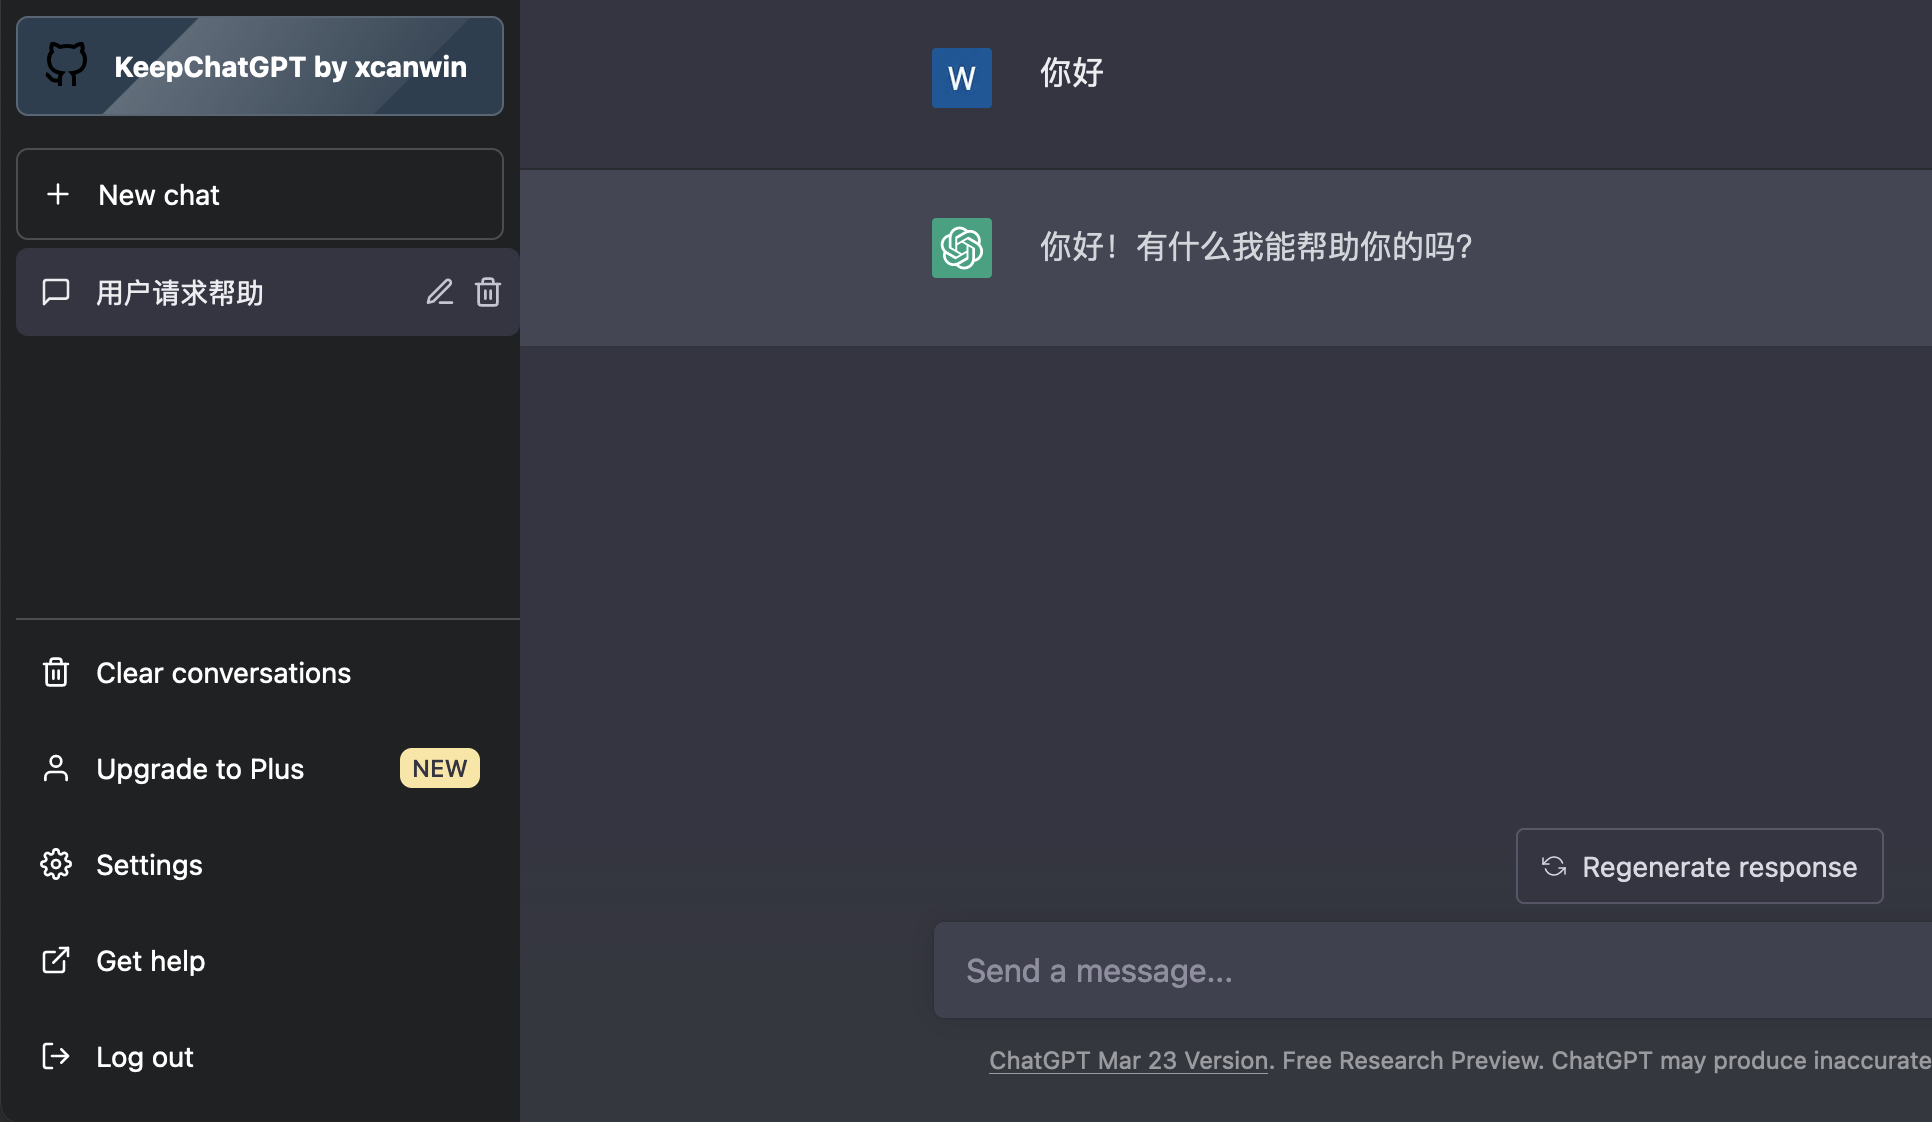 KeepChatGPT by xcanwin
New chat
用户请求帮助
Clear conversations
Upgrade to Plus
NEW
Settings
Get help
Log out
W
你好
你好！有什么我能帮助你的吗?
Regenerate response
Send a message...
ChatGPT Mar 23 Version. Free Research Preview. ChatGPT may produce inaccurate